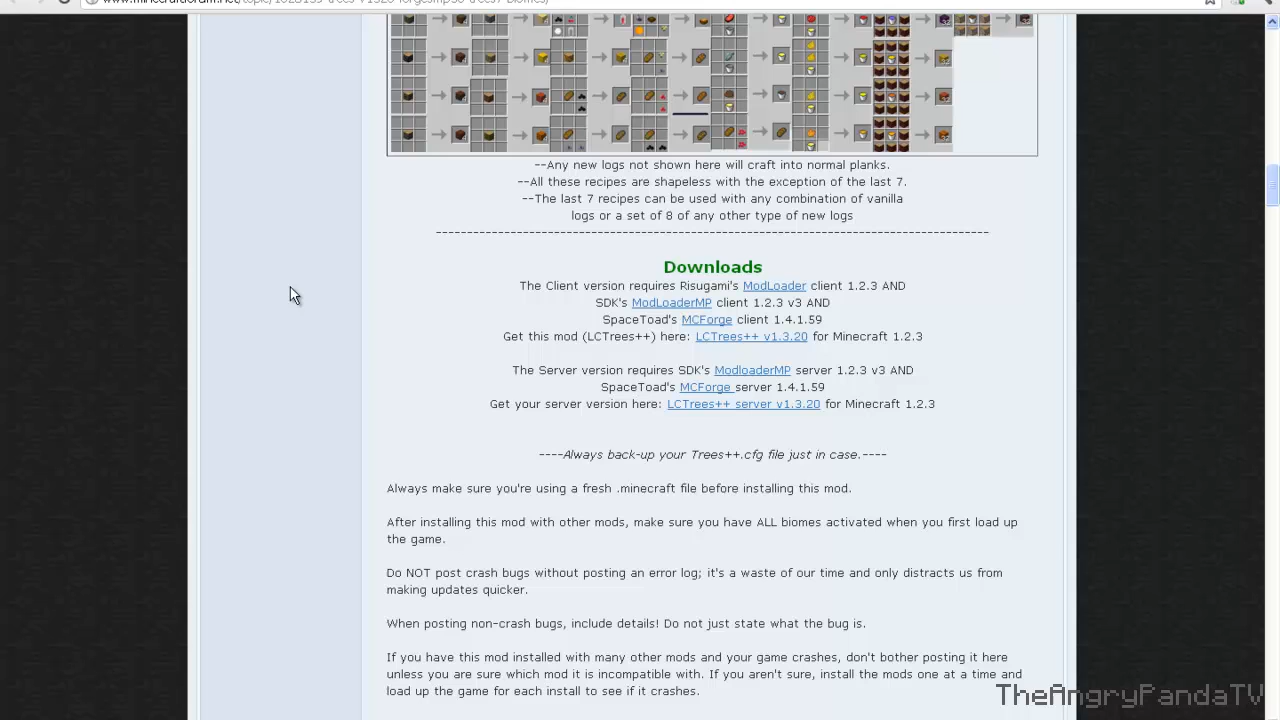 --Any new logs not shown here will craft into normal planks.
--All these recipes are shapeless with the exception of the last 7.
--The last 7 recipes can be used with any combination of vanilla
logs or a set of 8 of any other type of new logs
-----------------------------------------------------------------------------------------
Downloads
The Client version requires Risugami's ModLoader client 1.2.3 AND
SDK's ModLoaderMP client 1.2.3 v3 AND
SpaceToad's MCForge client 1.4.1.59
Get this mod (LCTrees++) here: LCTrees++ v1.3.20 for Minecraft 1.2.3
The Server version requires SDK's ModloaderMP server 1.2.3 v3 AND
SpaceToad's MCForge server 1.4.1.59
Get your server version here: LCTrees++ server v1.3.20 for Minecraft 1.2.3
----Always back-up your Trees++.cfg file just in case.----
Always make sure you're using a fresh .minecraft file before installing this mod.
After installing this mod with other mods, make sure you have ALL biomes activated when you first load up
the game.
Do NOT post crash bugs without posting an error log; it's a waste of our time and only distracts us from
making updates quicker.
When posting non-crash bugs, include details! Do not just state what the bug is.
If you have this mod installed with many other mods and your game crashes, don't bother posting it here
unless you are sure which mod it is incompatible with. If you aren't sure, install the mods one at a time and
load up the game for each install to see if it crashes.
TheAngryPandaTV